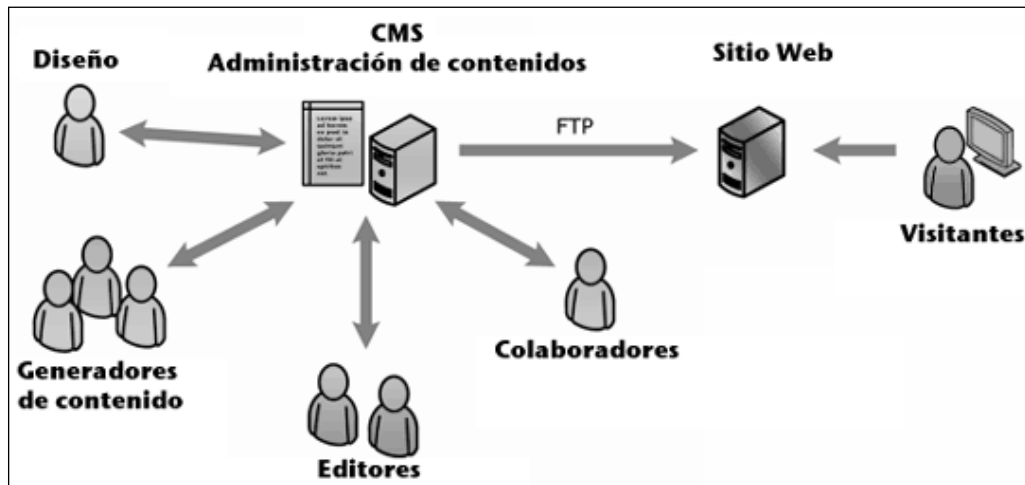 CMS
Diseño
Administración de contenidos
Sitio Web
FTP
Visitantes
Colaboradores
Generadores
de contenido
Editores